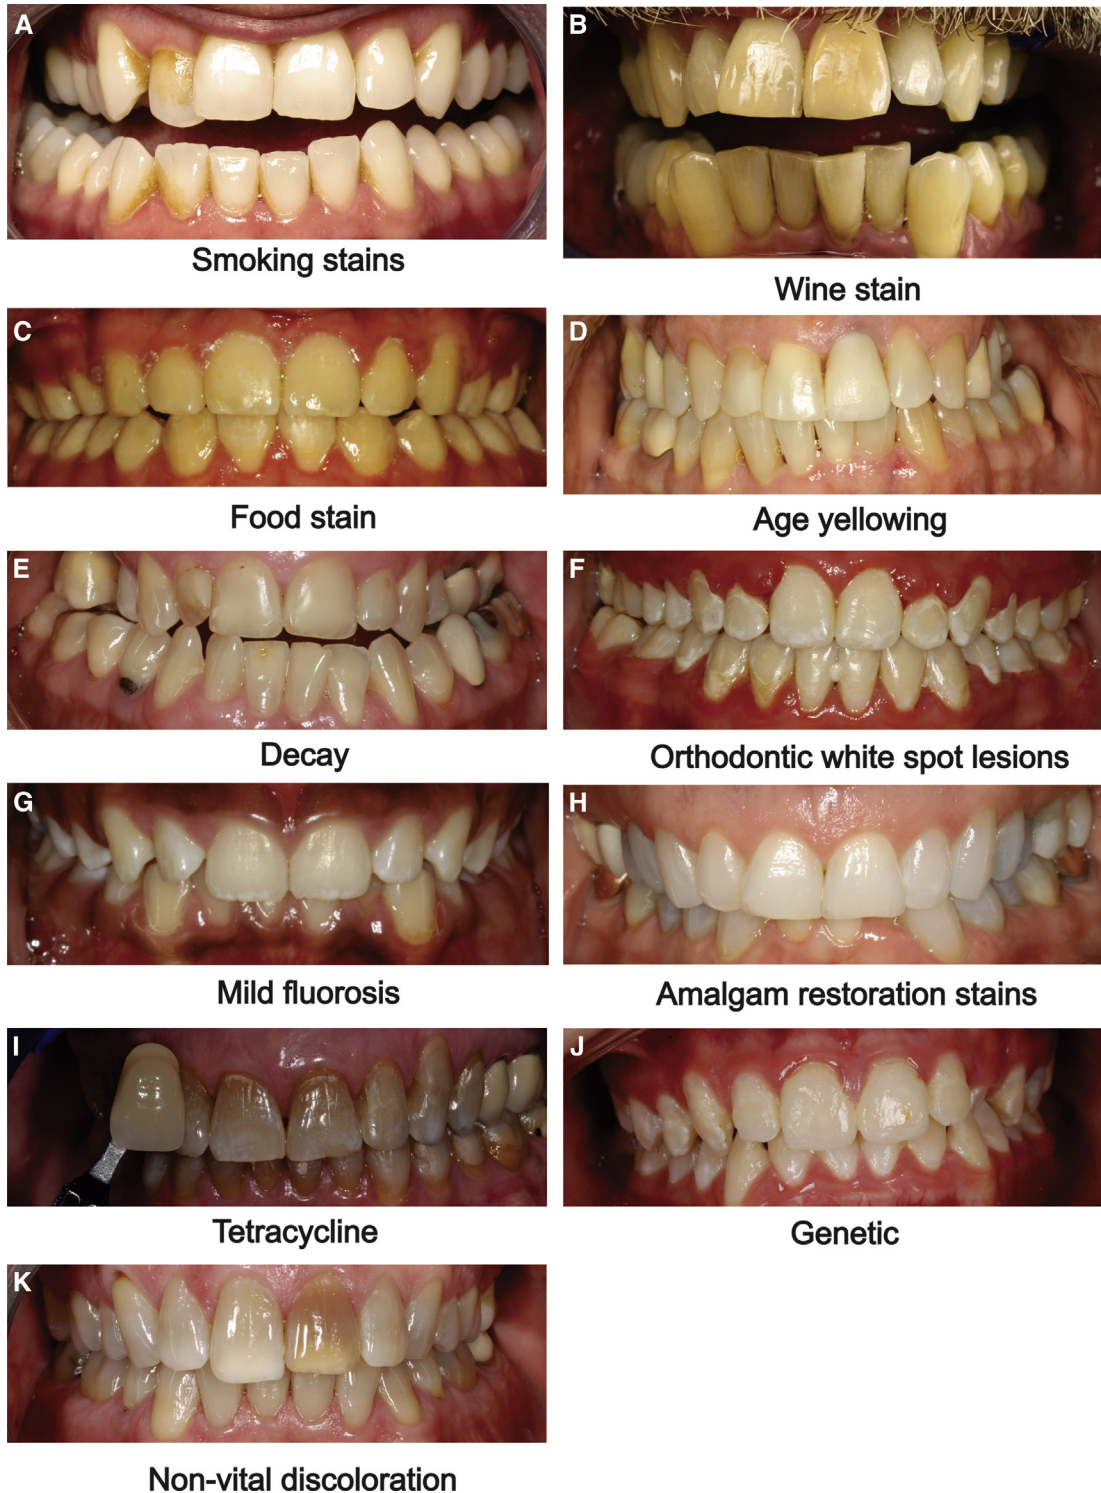 A
Smoking stains
B
Wine stain
C
Food stain
D
Age yellowing
E
Decay
F
Orthodontic white spot lesions
G
Mild fluorosis
H
Amalgam restoration stains
I
Tetracycline
J
Genetic
K
Non-vital discoloration